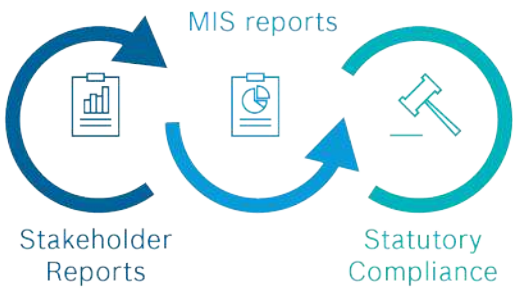 MIS reports
Stakeholder
Reports
Statutory
Compliance